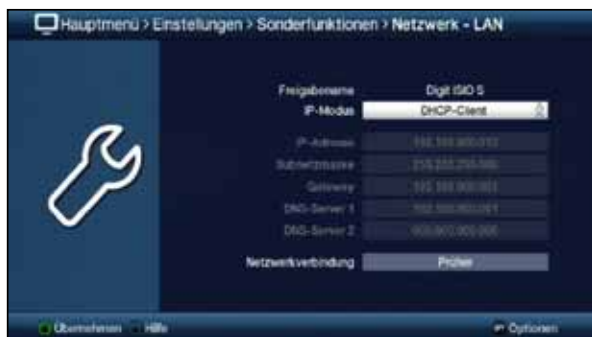 Hauptmenü > Einstellungen > Sonderfunktionen > Netzwerk - LAN
Freigabename Digit ISIO S
IP-Modus DHCP-Client
IP-Adresse
Subnetzmaske
Gateway
DNS-Server 1
DNS-Server 2
Netzwerkverbindung Prüfen
Übernehmen Hilfe Optionen